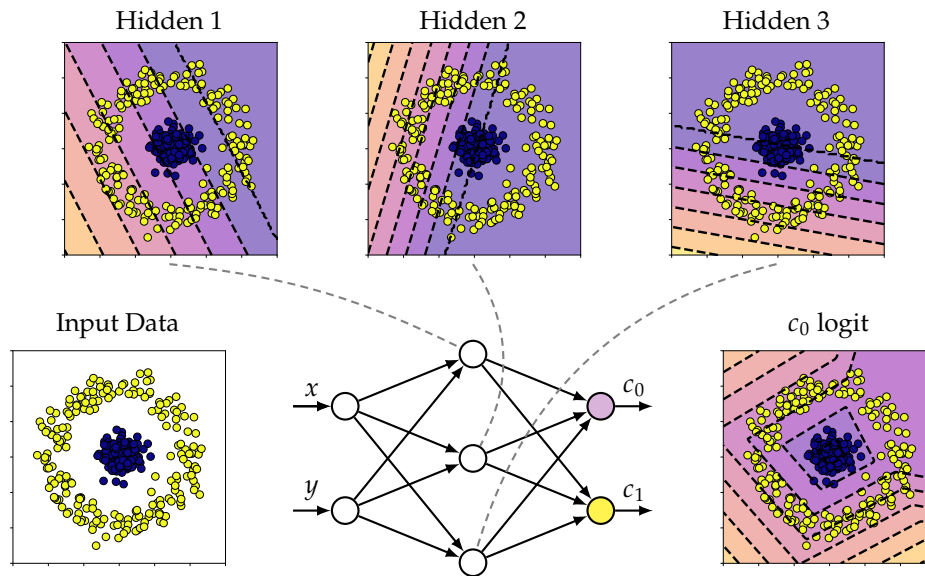 Hidden 1
Hidden 2
Hidden 3
Input Data
x
y
c₀
c₁
c₀ logit